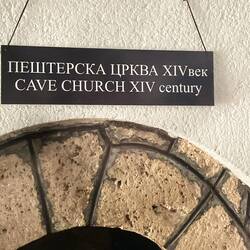 ПЕШТЕРСКА ЦРКВА XIVвек
CAVE CHURCH XIV century